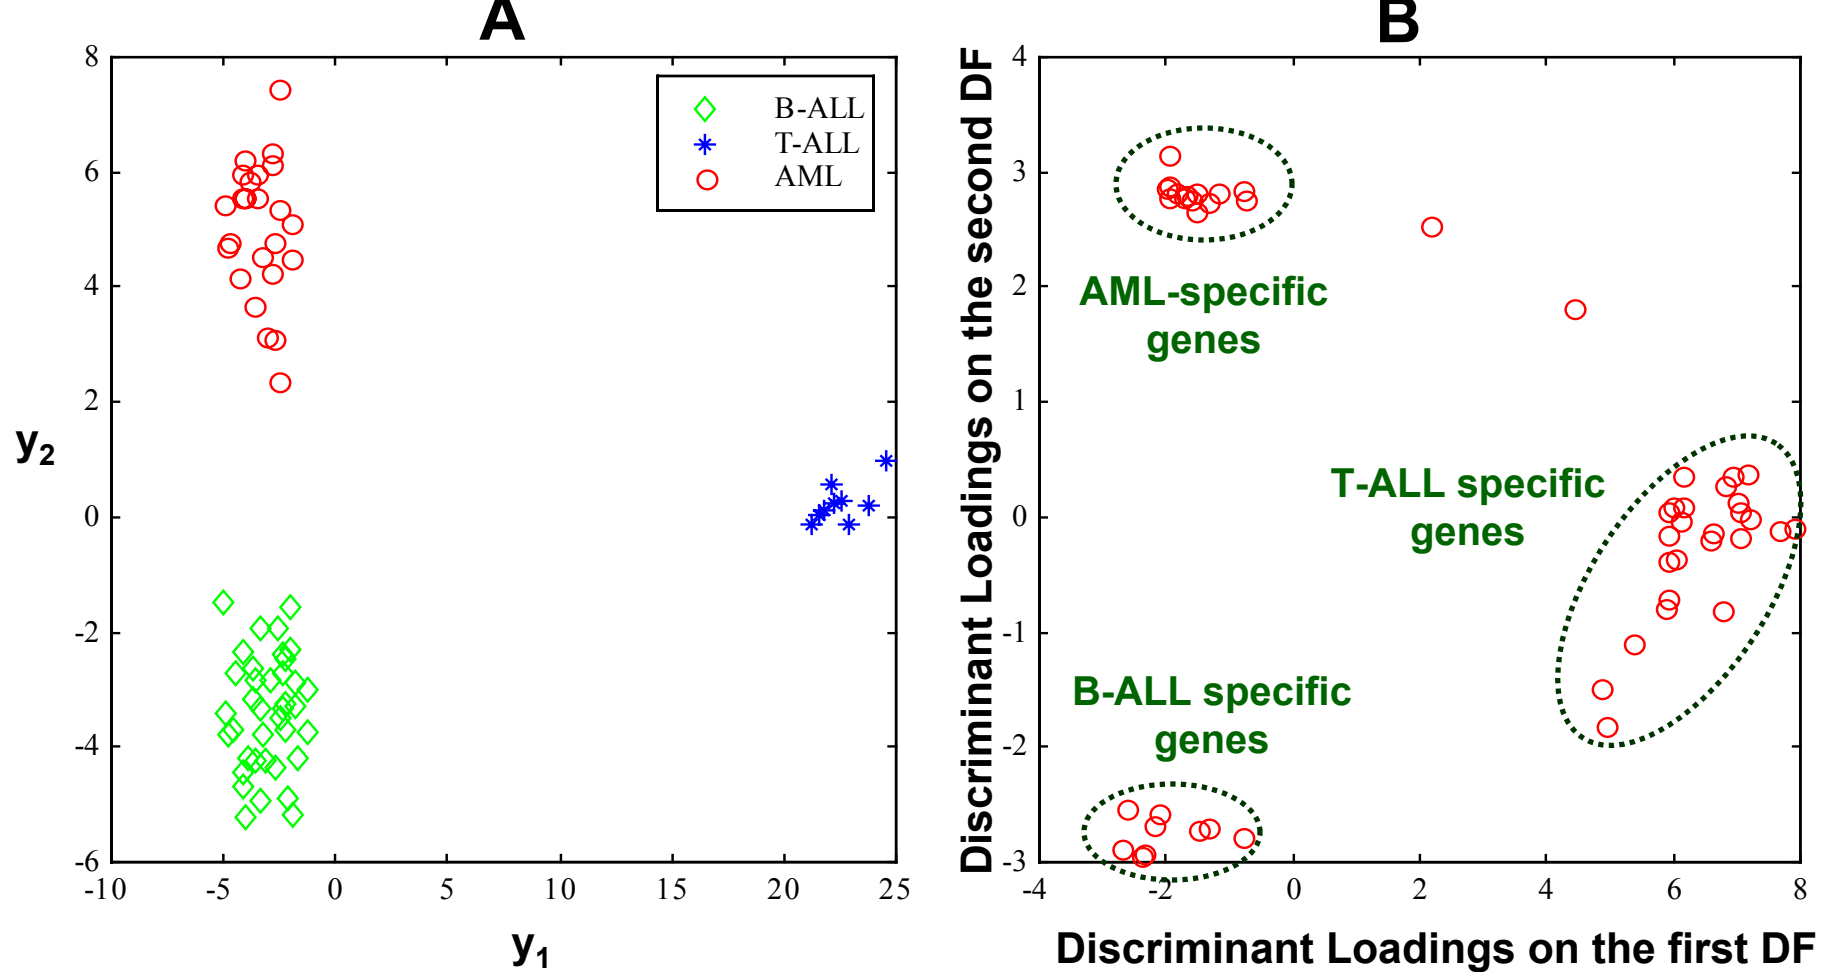 A
8
6
4
2
0
-2
-4
-6
-10
-5
0
5
10
15
20
25
y2
y1
B-ALL
T-ALL
AML
B
4
3
2
1
0
-1
-2
-3
-4
-2
0
2
4
6
8
Discriminant Loadings on the second DF
Discriminant Loadings on the first DF
AML-specific
genes
T-ALL specific
genes
B-ALL specific
genes